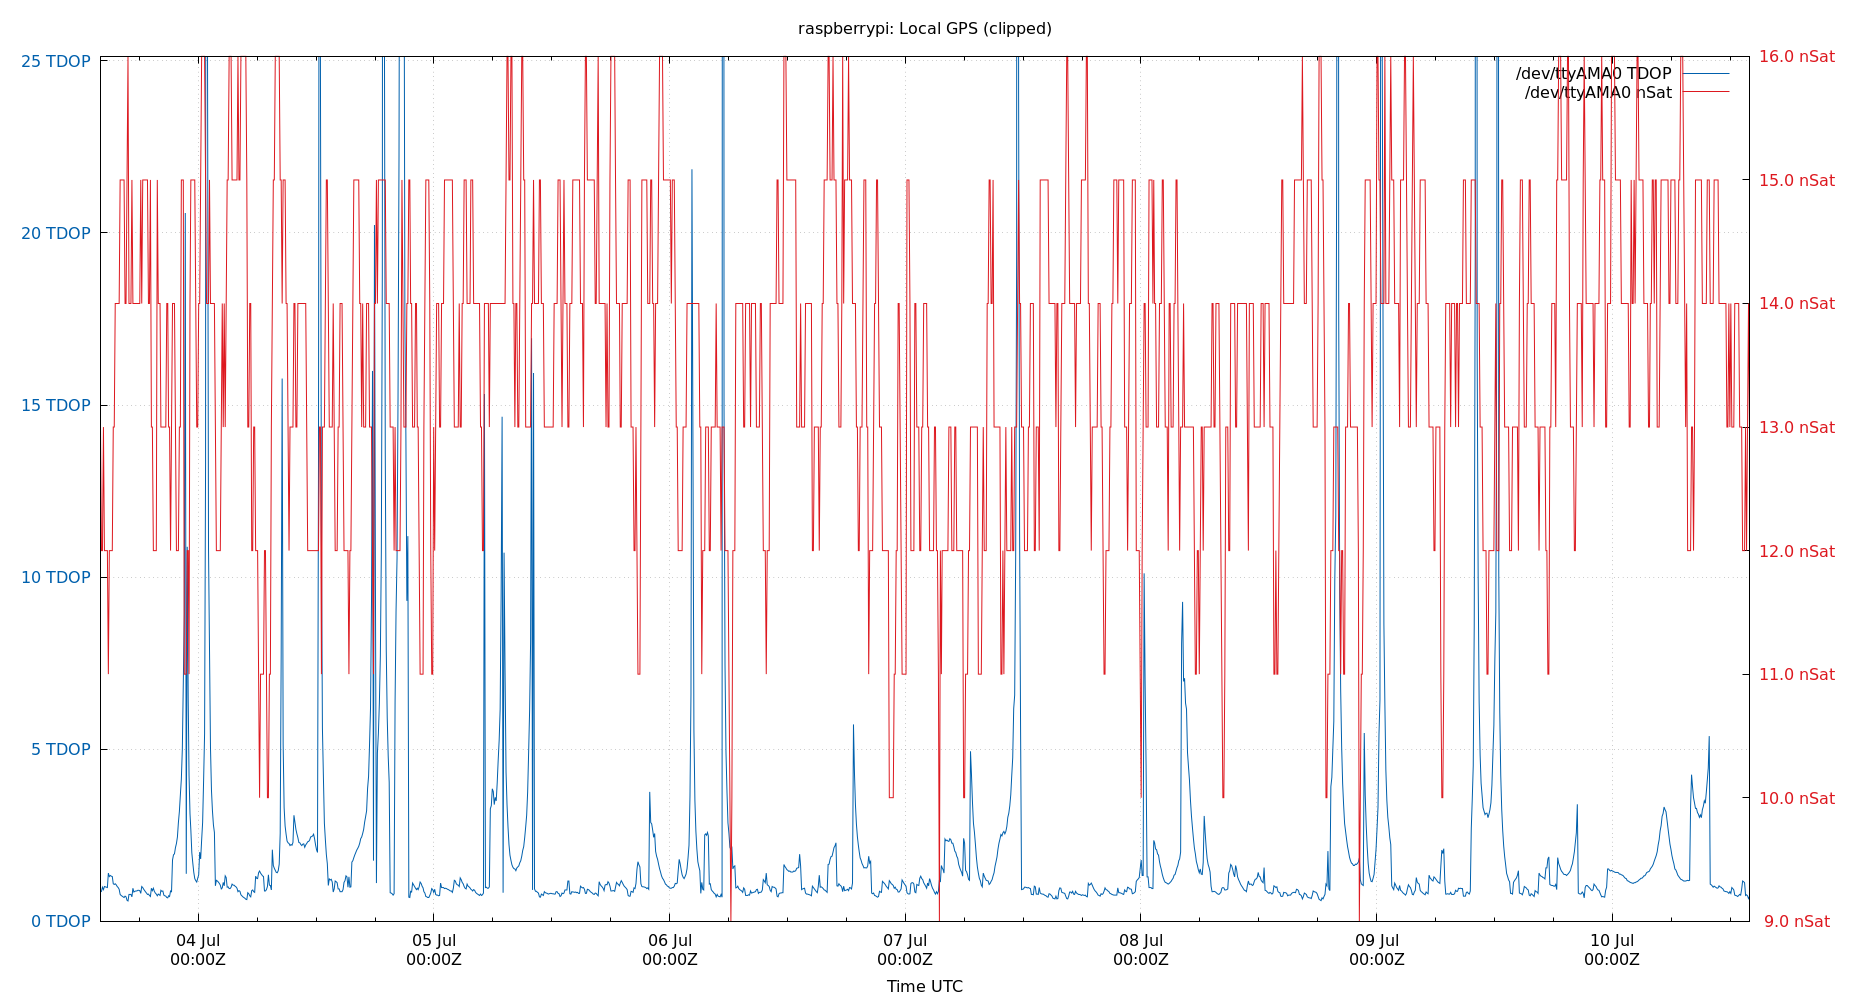 raspberrypi: Local GPS (clipped)
25 TDOP
20 TDOP
15 TDOP
10 TDOP
5 TDOP
0 TDOP
/dev/ttyAMA0 TDOP
/dev/ttyAMA0 nSat
16.0 nSat
15.0 nSat
14.0 nSat
13.0 nSat
12.0 nSat
11.0 nSat
10.0 nSat
9.0 nSat
04 Jul
00:00Z
05 Jul
00:00Z
06 Jul
00:00Z
07 Jul
00:00Z
08 Jul
00:00Z
09 Jul
00:00Z
10 Jul
00:00Z
Time UTC